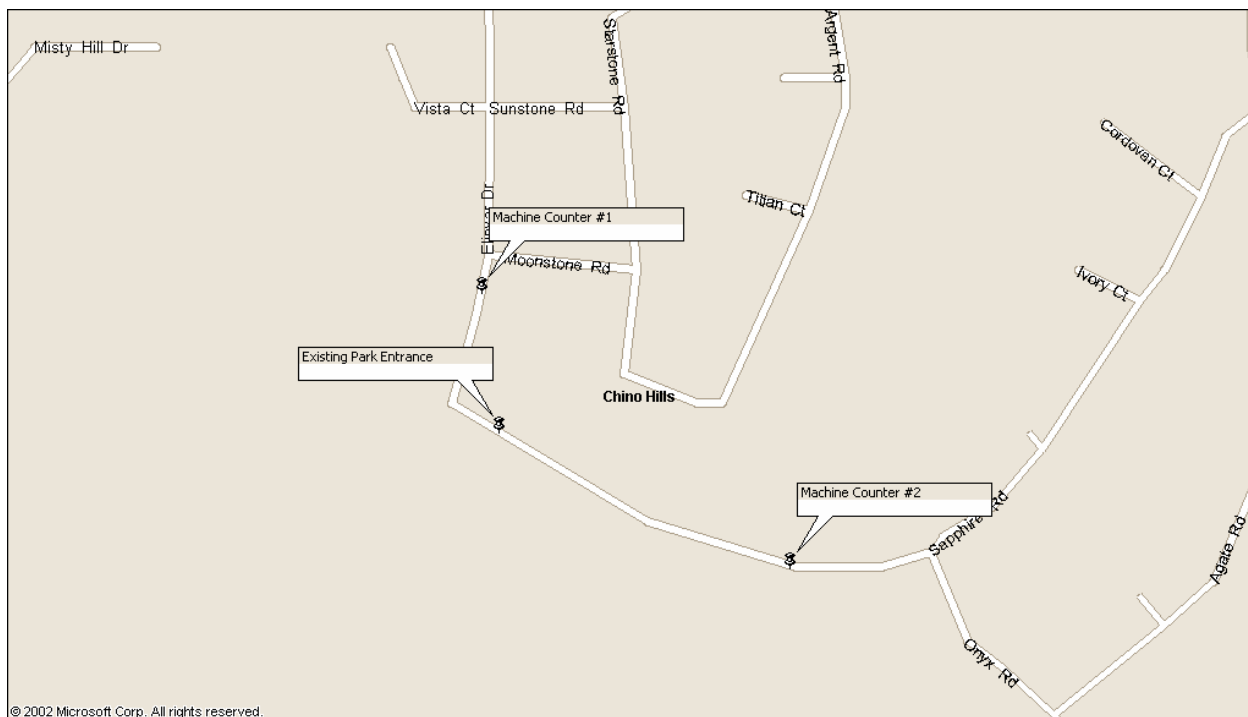 Misty Hill Dr
Starstone Rd
Argent Rd
Vista Ct
Sunstone Rd
Cordovan Ct
Titian Ct
Dr
Machine Counter #1
Moonstone Rd
Ivory Ct
Existing Park Entrance
Chino Hills
Machine Counter #2
Sapphire Rd
Agate Rd
Onyx Rd
© 2002 Microsoft Corp. All rights reserved.